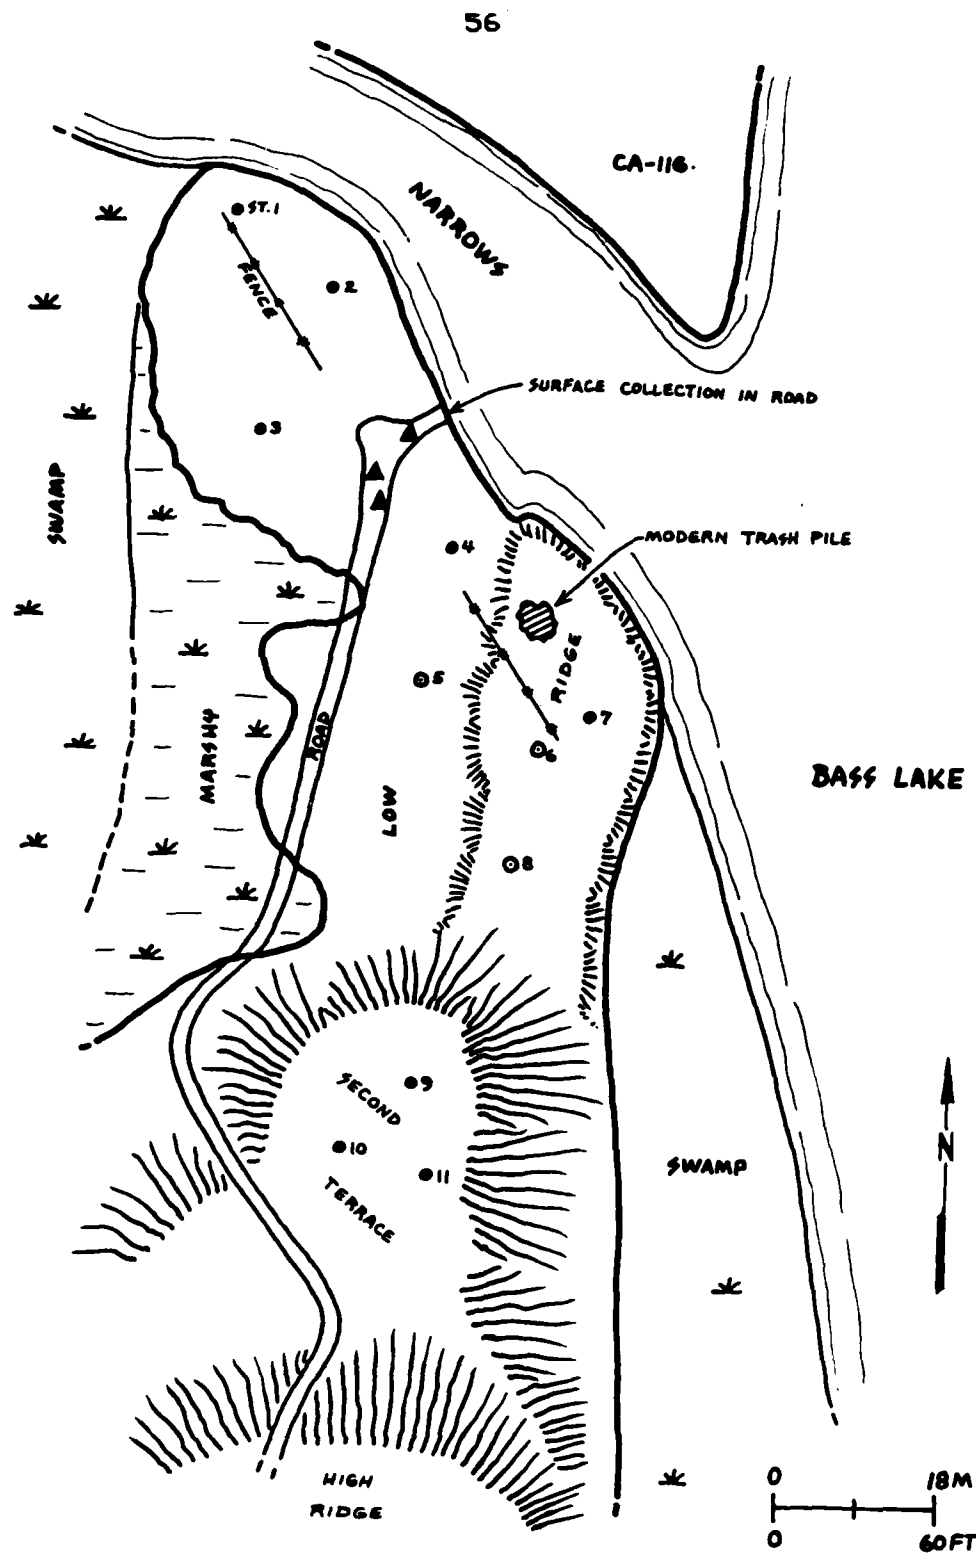 56
CA-116.
NARROWS
ST. 1
FENCE
2
SURFACE COLLECTION IN ROAD
3
SWAMP
4
MODERN TRASH PILE
RIDGE
5
7
6
MARSHY
ROAD
LOW
BASS LAKE
8
9
SECOND
10
11
TERRACE
SWAMP
N
HIGH
RIDGE
0 18M
0 60FT